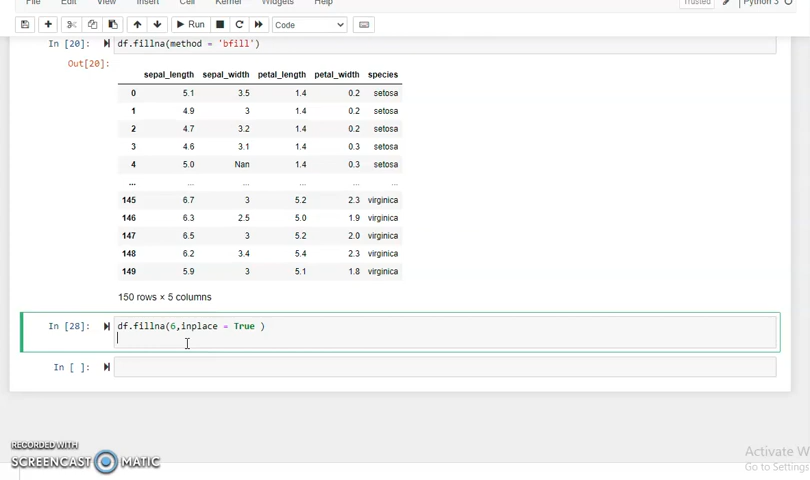 File Edit View Insert Cell Kernel Widgets Help
Trusted Python 3
Run Code
In [20]: df.fillna(method = 'bfill')
Out[20]:
sepal_length sepal_width petal_length petal_width species
0 5.1 3.5 1.4 0.2 setosa
1 4.9 3 1.4 0.2 setosa
2 4.7 3.2 1.4 0.2 setosa
3 4.6 3.1 1.4 0.3 setosa
4 5.0 Nan 1.4 0.3 setosa
... ... ... ... ... ...
145 6.7 3 5.2 2.3 virginica
146 6.3 2.5 5.0 1.9 virginica
147 6.5 3 5.2 2.0 virginica
148 6.2 3.4 5.4 2.3 virginica
149 5.9 3 5.1 1.8 virginica
150 rows × 5 columns
In [28]: df.fillna(6,inplace = True )
In [ ]:
RECORDED WITH
SCREENCAST MATIC
Activate W
Go to Settings